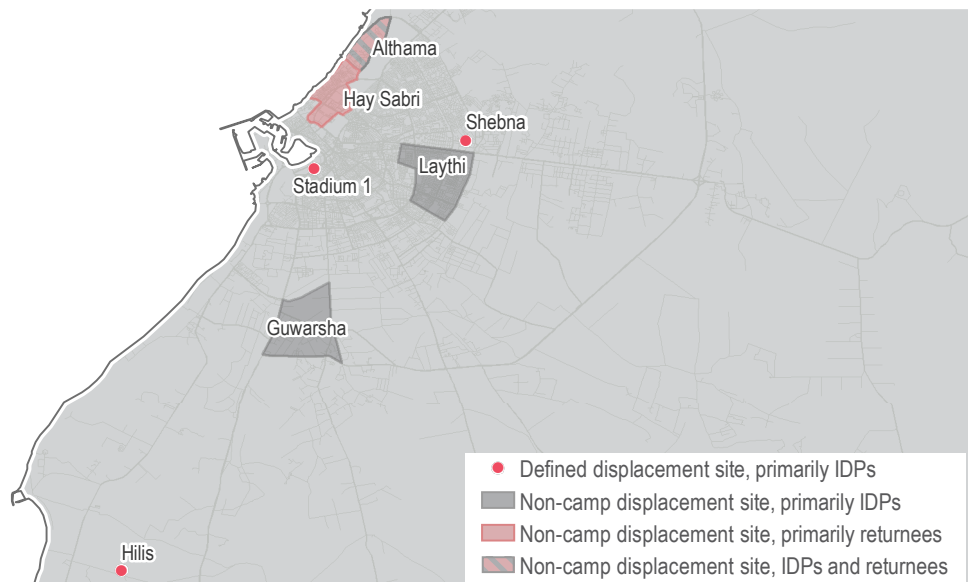 Althama
Hay Sabri
Shebna
Laythi
Stadium 1
Guwarsha
Hilis
Defined displacement site, primarily IDPs
Non-camp displacement site, primarily IDPs
Non-camp displacement site, primarily returnees
Non-camp displacement site, IDPs and returnees